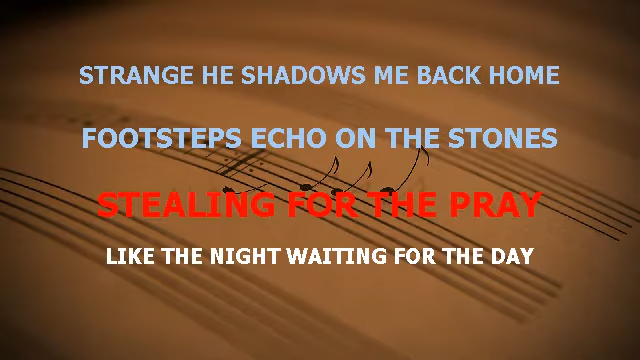 STRANGE HE SHADOWS ME BACK HOME
FOOTSTEPS ECHO ON THE STONES
STEALING FOR THE PRAY
LIKE THE NIGHT WAITING FOR THE DAY